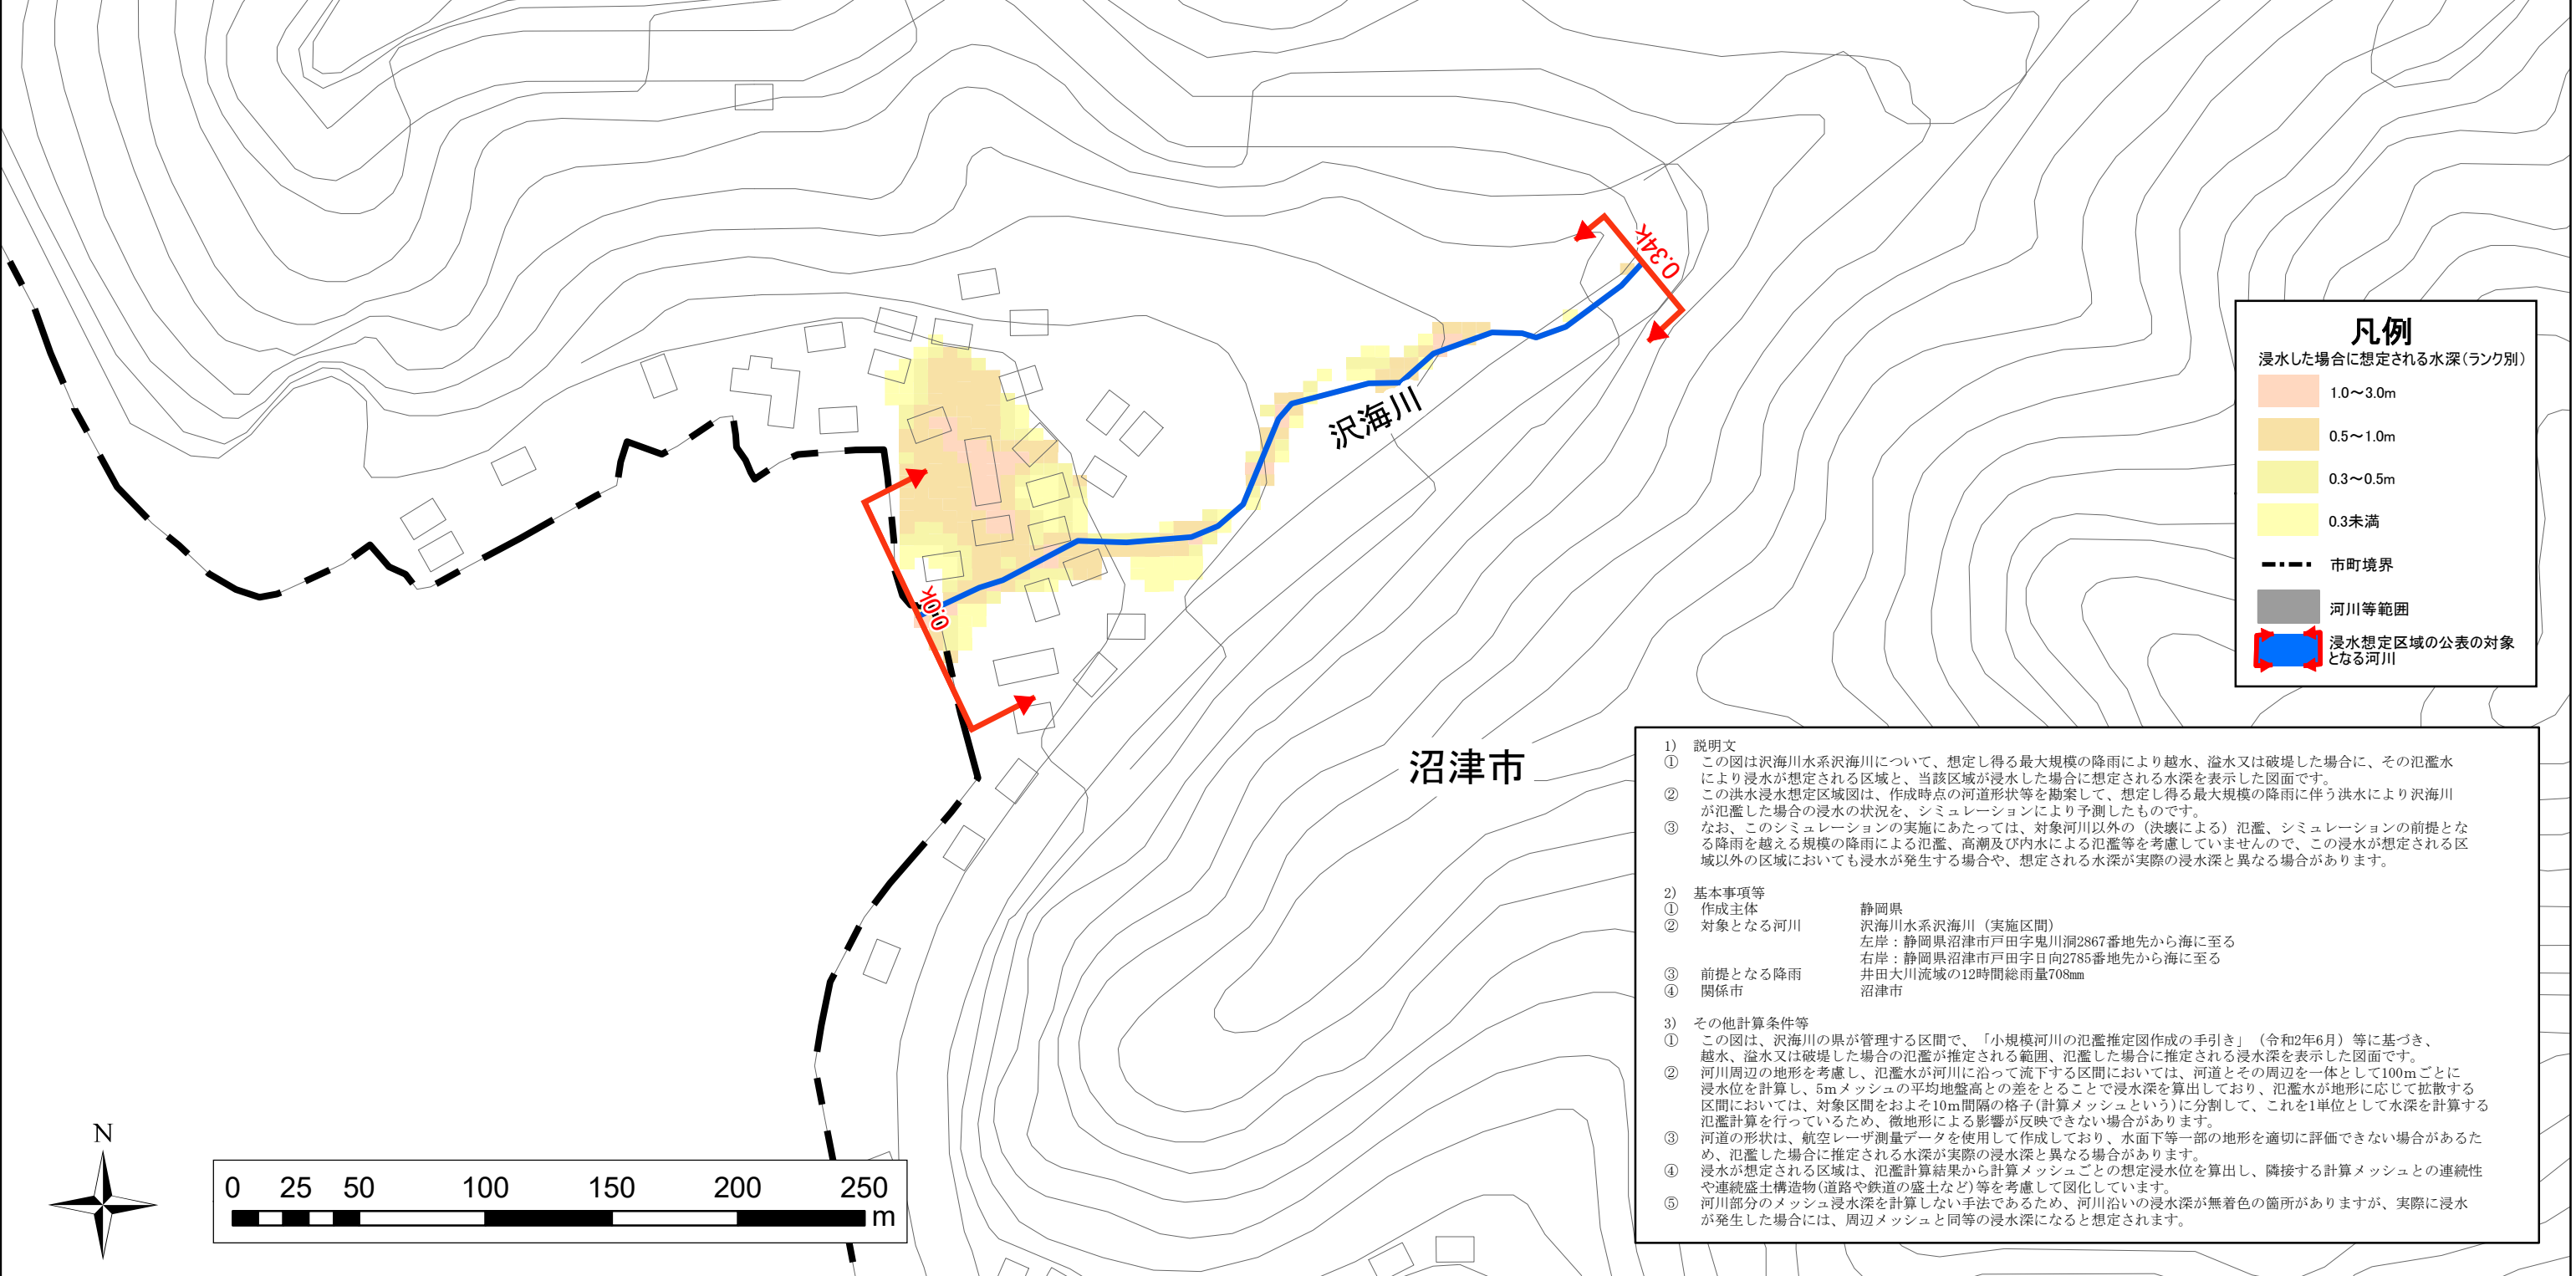 0.34k
沢海川
0.0k
沼津市
凡例
浸水した場合に想定される水深(ランク別)
1.0～3.0m
0.5～1.0m
0.3～0.5m
0.3未満
市町境界
河川等範囲
浸水想定区域の公表の対象
となる河川
1) 説明文
① この図は沢海川水系沢海川について、想定し得る最大規模の降雨により越水、溢水又は破堤した場合に、その氾濫水
により浸水が想定される区域と、当該区域が浸水した場合に想定される水深を表示した図面です。
② この洪水浸水想定区域図は、作成時点の河道形状等を勘案して、想定し得る最大規模の降雨に伴う洪水により沢海川
が氾濫した場合の浸水の状況を、シミュレーションにより予測したものです。
③ なお、このシミュレーションの実施にあたっては、対象河川以外の（決壊による）氾濫、シミュレーションの前提とな
る降雨を越える規模の降雨による氾濫、高潮及び内水による氾濫等を考慮していませんので、この浸水が想定される区
域以外の区域においても浸水が発生する場合や、想定される水深が実際の浸水深と異なる場合があります。
2) 基本事項等
① 作成主体 静岡県
② 対象となる河川 沢海川水系沢海川（実施区間）
左岸：静岡県沼津市戸田字鬼川洞2867番地先から海に至る
右岸：静岡県沼津市戸田字日向2785番地先から海に至る
③ 前提となる降雨 井田大川流域の12時間総雨量708mm
④ 関係市 沼津市
3) その他計算条件等
① この図は、沢海川の県が管理する区間で、「小規模河川の氾濫推定図作成の手引き」（令和2年6月）等に基づき、
越水、溢水又は破堤した場合の氾濫が推定される範囲、氾濫した場合に推定される浸水深を表示した図面です。
② 河川周辺の地形を考慮し、氾濫水が河川に沿って流下する区間においては、河道とその周辺を一体として100mごとに
浸水位を計算し、5mメッシュの平均地盤高との差をとることで浸水深を算出しており、氾濫水が地形に応じて拡散する
区間においては、対象区間をおよそ10m間隔の格子(計算メッシュという)に分割して、これを1単位として水深を計算する
氾濫計算を行っているため、微地形による影響が反映できない場合があります。
③ 河道の形状は、航空レーザ測量データを使用して作成しており、水面下等一部の地形を適切に評価できない場合があるた
め、氾濫した場合に推定される水深が実際の浸水深と異なる場合があります。
④ 浸水が想定される区域は、氾濫計算結果から計算メッシュごとの想定浸水位を算出し、隣接する計算メッシュとの連続性
や連続盛土構造物(道路や鉄道の盛土など)等を考慮して図化しています。
⑤ 河川部分のメッシュ浸水深を計算しない手法であるため、河川沿いの浸水深が無着色の箇所がありますが、実際に浸水
が発生した場合には、周辺メッシュと同等の浸水深になると想定されます。
N
0 25 50 100 150 200 250
m